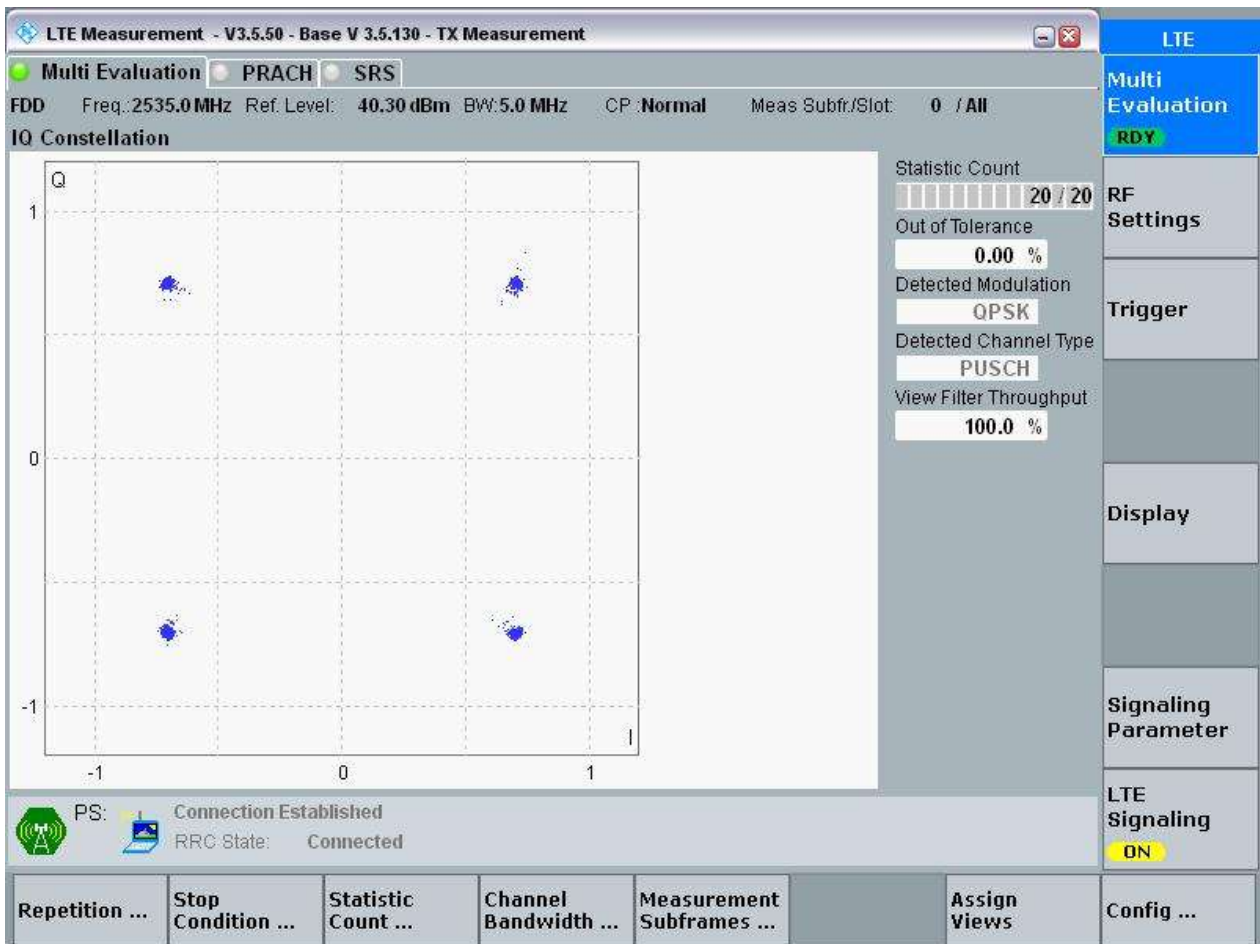 LTE Measurement - V3.5.50 - Base V 3.5.130 - TX Measurement
LTE
Multi Evaluation PRACH SRS
Multi
Evaluation
RDY
FDD Freq.:2535.0 MHz Ref. Level: 40.30 dBm BW:5.0 MHz CP :Normal Meas Subfr./Slot: 0 / All
IQ Constellation
Q
1
0
-1
-1 0 1
I
Statistic Count
20 / 20
Out of Tolerance
0.00 %
Detected Modulation
QPSK
Detected Channel Type
PUSCH
View Filter Throughput
100.0 %
RF
Settings
Trigger
Display
Signaling
Parameter
LTE
Signaling
ON
PS: Connection Established
RRC State: Connected
Repetition ...
Stop
Condition ...
Statistic
Count ...
Channel
Bandwidth ...
Measurement
Subframes ...
Assign
Views
Config ...